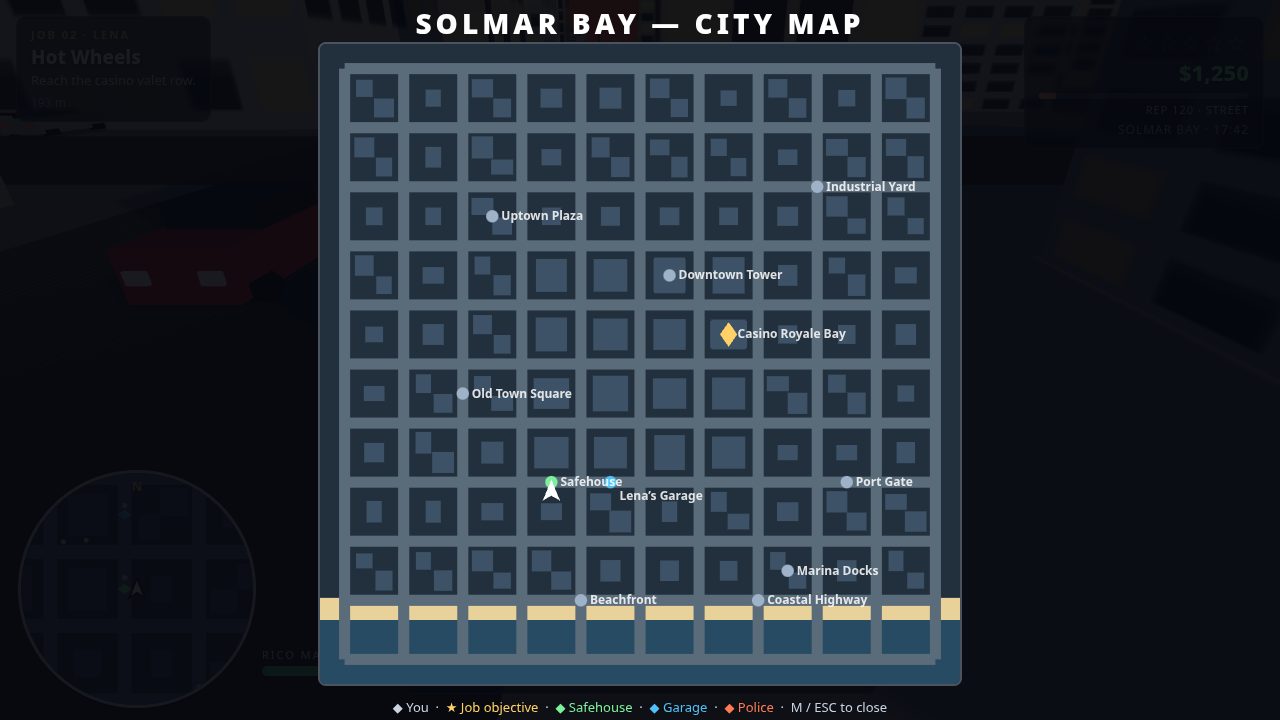 SOLMAR BAY — CITY MAP
JOB 02 · LENA
Hot Wheels
Reach the casino valet row.
193 m
$1,250
REP 120 · STREET
SOLMAR BAY · 17:42
Industrial Yard
Uptown Plaza
Downtown Tower
Casino Royale Bay
Old Town Square
Safehouse
Port Gate
Lena's Garage
N
Marina Docks
Beachfront
Coastal Highway
RICO MA
◆ You · ★ Job objective · ◆ Safehouse · ◆ Garage · ◆ Police · M / ESC to close